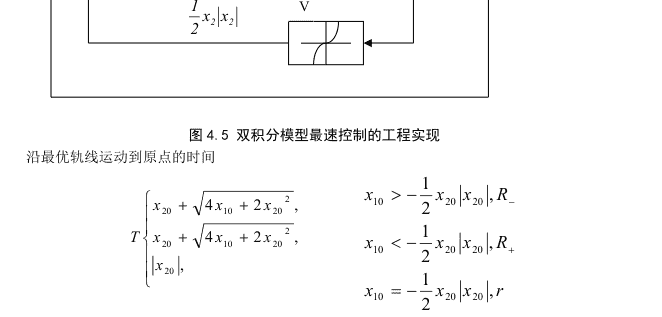 V
1/2 x₂|x₂|
图 4.5 双积分模型最速控制的工程实现
沿最优轨线运动到原点的时间
T { x₂₀ + √(4x₁₀ + 2x₂₀²), x₁₀ > −1/2 x₂₀|x₂₀|, R₋
x₂₀ + √(4x₁₀ + 2x₂₀²), x₁₀ < −1/2 x₂₀|x₂₀|, R₊
|x₂₀|, x₁₀ = −1/2 x₂₀|x₂₀|, r